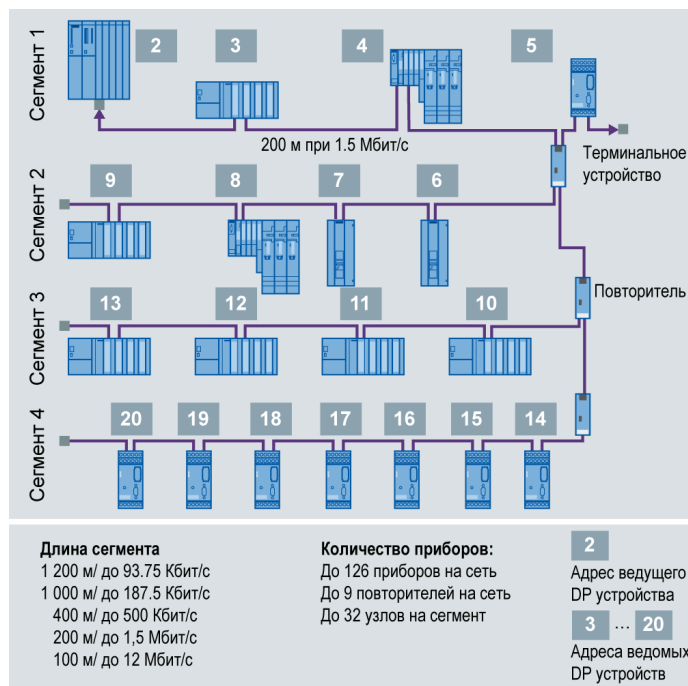 Сегмент 1
2
3
4
5
200 м при 1.5 Мбит/с
Терминальное
устройство
Сегмент 2
9
8
7
6
Повторитель
Сегмент 3
13
12
11
10
Сегмент 4
20
19
18
17
16
15
14
Длина сегмента
1 200 м/ до 93.75 Кбит/с
1 000 м/ до 187.5 Кбит/с
400 м/ до 500 Кбит/с
200 м/ до 1,5 Мбит/с
100 м/ до 12 Мбит/с
Количество приборов:
До 126 приборов на сеть
До 9 повторителей на сеть
До 32 узлов на сегмент
2
Адрес ведущего
DP устройства
3 ... 20
Адреса ведомых
DP устройств